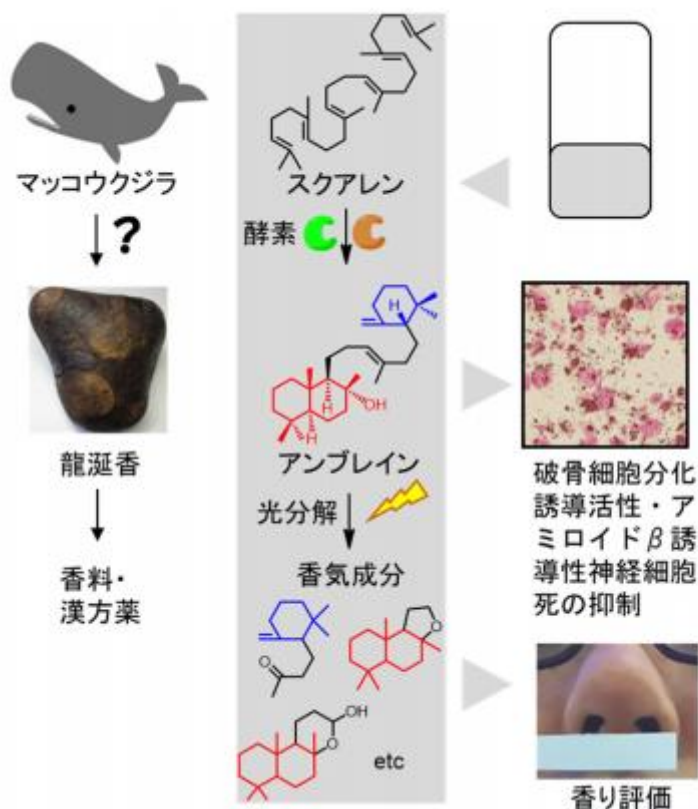 マッコウクジラ
?
龍涎香
香料・
漢方薬
スクアレン
酵素
H
OH
H
H
アンブレイン
光分解
香気成分
O
O
OH
O
etc
破骨細胞分化
誘導活性・ア
ミロイドβ誘
導性神経細胞
死の抑制
香り評価